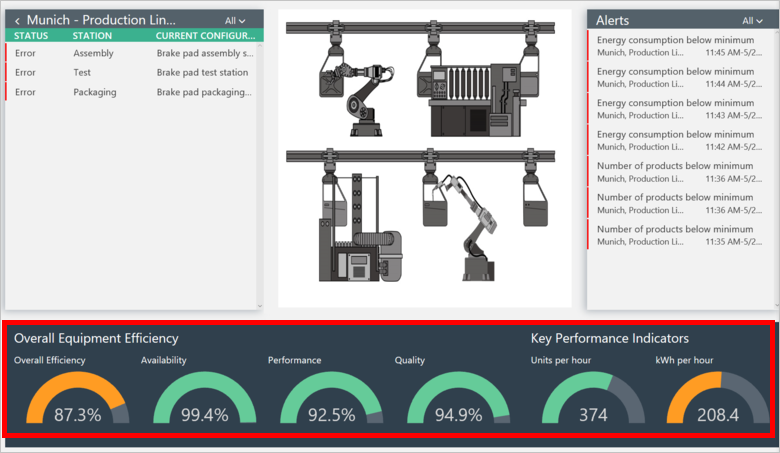 Munich - Production Lin...
All
STATUS STATION CURRENT CONFIGUR...
Error Assembly Brake pad assembly s...
Error Test Brake pad test station
Error Packaging Brake pad packaging...
Alerts
All
Energy consumption below minimum
Munich, Production Li... 11:45 AM-5/2...
Energy consumption below minimum
Munich, Production Li... 11:44 AM-5/2...
Energy consumption below minimum
Munich, Production Li... 11:43 AM-5/2...
Energy consumption below minimum
Munich, Production Li... 11:42 AM-5/2...
Number of products below minimum
Munich, Production Li... 11:36 AM-5/2...
Number of products below minimum
Munich, Production Li... 11:36 AM-5/2...
Number of products below minimum
Munich, Production Li... 11:35 AM-5/2...
Overall Equipment Efficiency
Overall Efficiency Availability Performance Quality
87.3% 99.4% 92.5% 94.9%
Key Performance Indicators
Units per hour kWh per hour
374 208.4